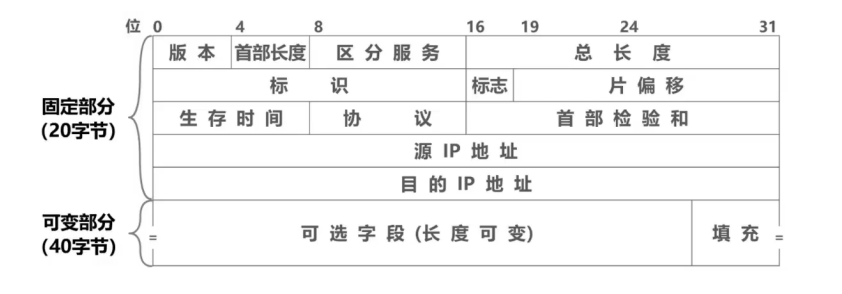 位 0 4 8 16 19 24 31
版本 首部长度 区分服务 总长度
标识 标志 片偏移
固定部分
(20字节)
生存时间 协议 首部检验和
源 IP 地址
目的 IP 地址
可变部分
(40字节)
= 可选字段 (长度可变) 填充 =